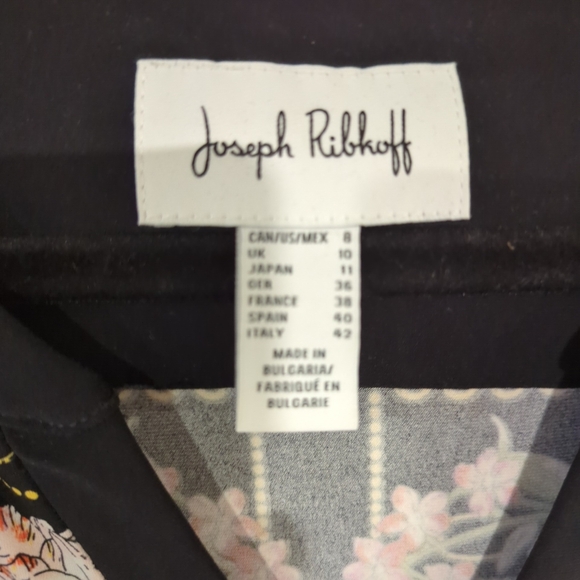 Joseph Ribkoff
CAN/US/MEX 8
UK 10
JAPAN 11
GER 36
FRANCE 38
SPAIN 40
ITALY 42
MADE IN
BULGARIA/
FABRIQUÉ EN
BULGARIE